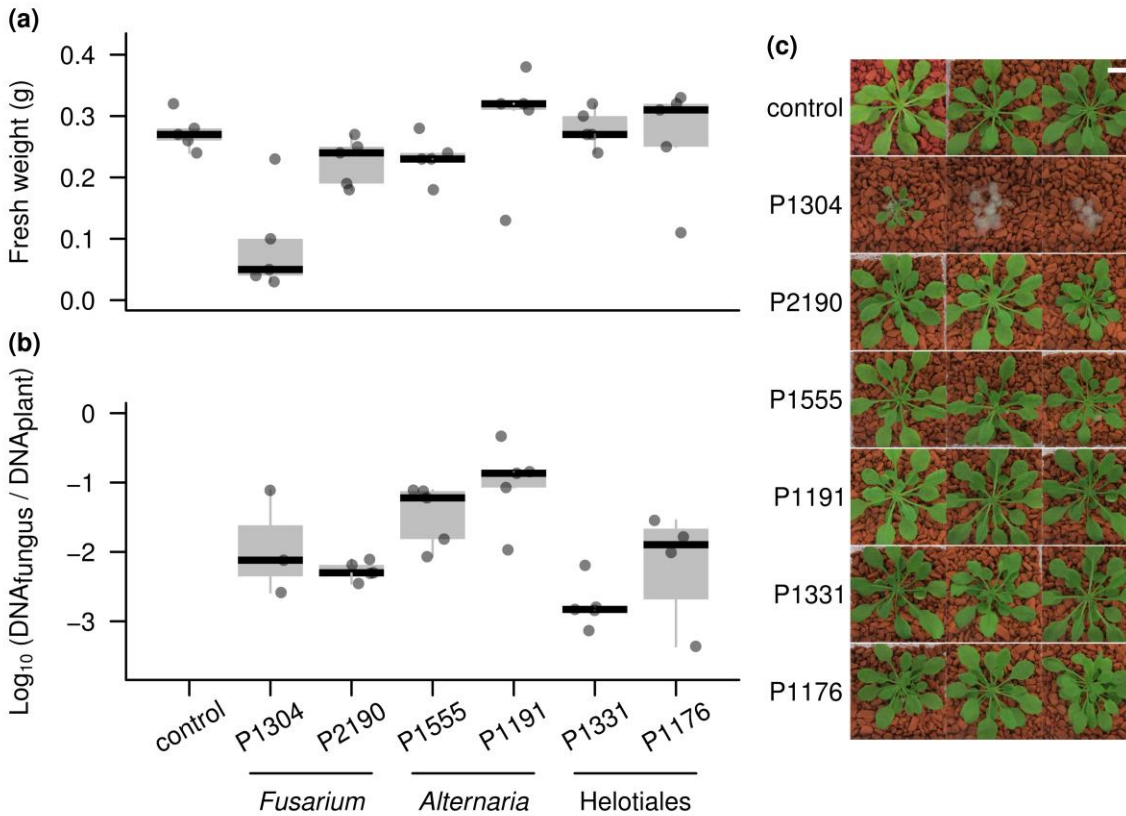 (a)
Fresh weight (g)
0.4
0.3
0.2
0.1
0.0
(b)
Log₁₀ (DNAfungus / DNAplant)
0
−1
−2
−3
control
P1304
P2190
P1555
P1191
P1331
P1176
Fusarium
Alternaria
Helotiales
(c)
control
P1304
P2190
P1555
P1191
P1331
P1176